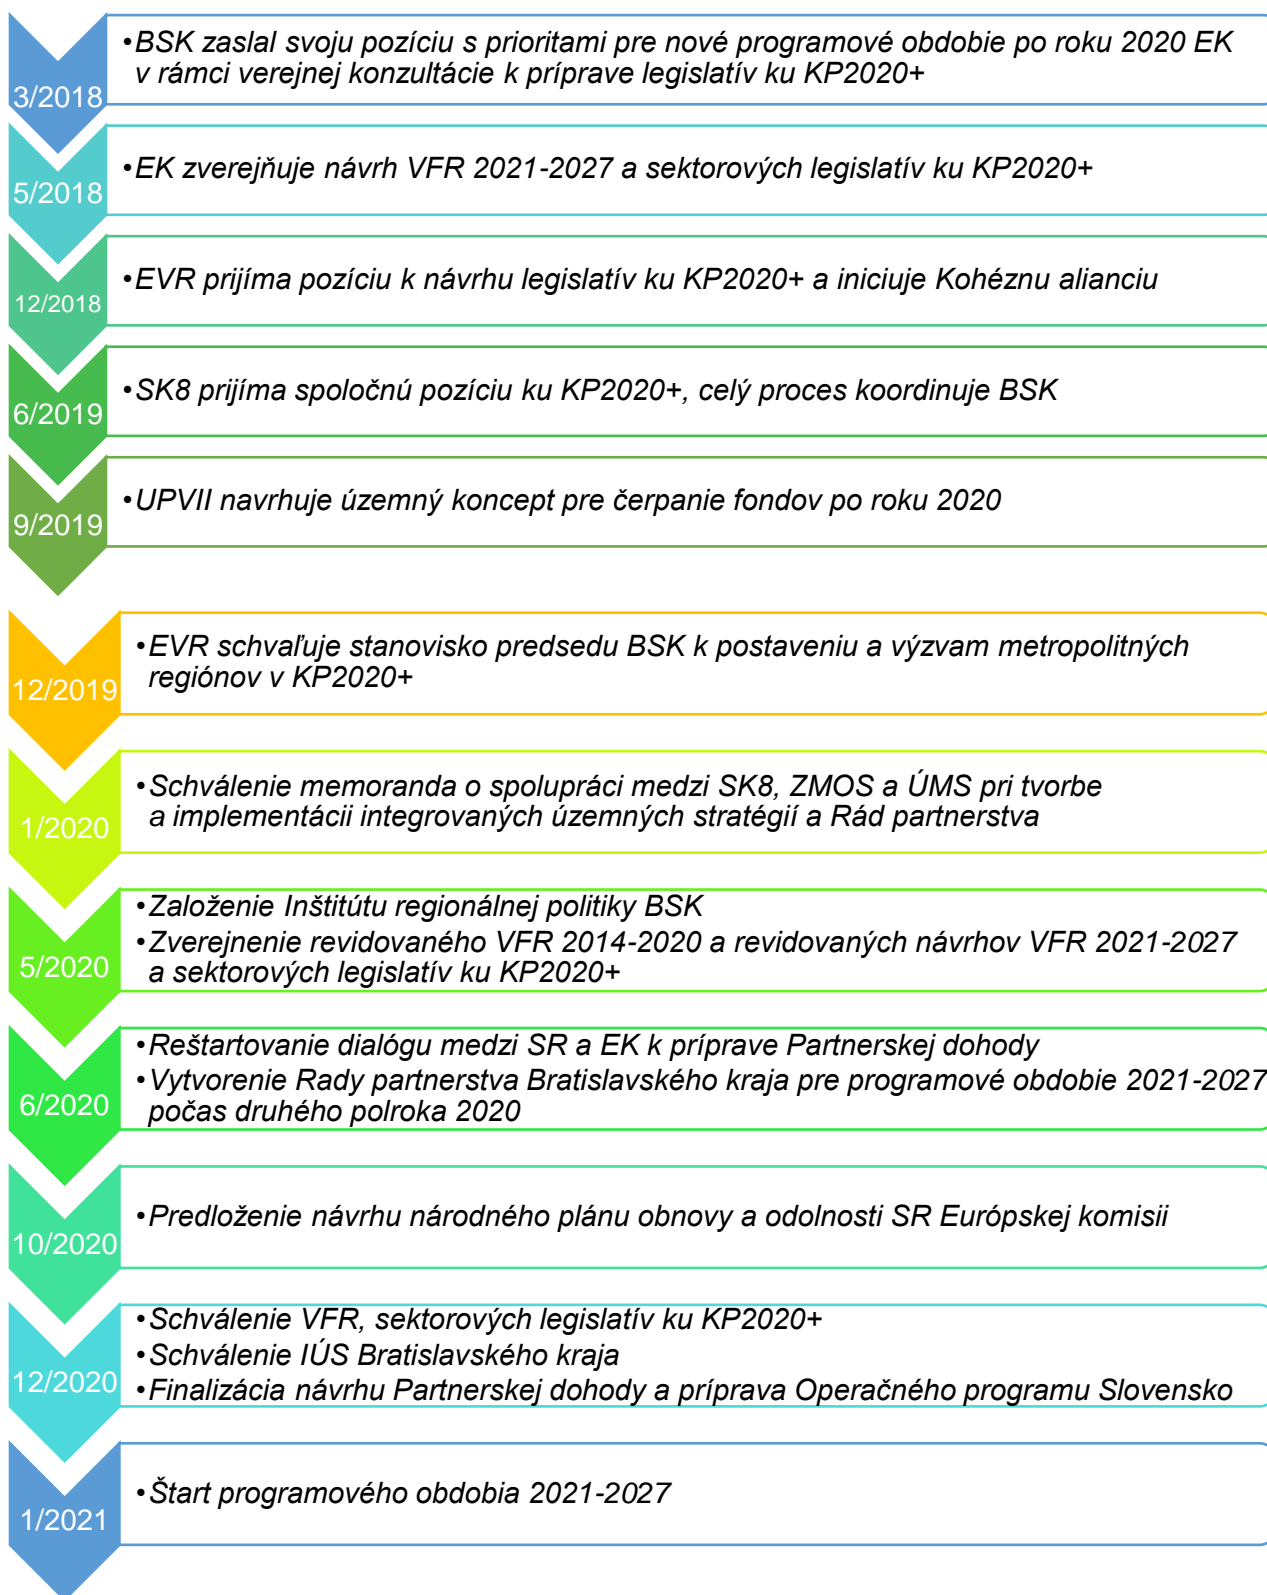 3/2018
•BSK zaslal svoju pozíciu s prioritami pre nové programové obdobie po roku 2020 EK
v rámci verejnej konzultácie k príprave legislatív ku KP2020+
5/2018
•EK zverejňuje návrh VFR 2021-2027 a sektorových legislatív ku KP2020+
12/2018
•EVR prijíma pozíciu k návrhu legislatív ku KP2020+ a iniciuje Kohéznu alianciu
6/2019
•SK8 prijíma spoločnú pozíciu ku KP2020+, celý proces koordinuje BSK
9/2019
•UPVII navrhuje územný koncept pre čerpanie fondov po roku 2020
12/2019
•EVR schvaľuje stanovisko predsedu BSK k postaveniu a výzvam metropolitných
regiónov v KP2020+
1/2020
•Schválenie memoranda o spolupráci medzi SK8, ZMOS a ÚMS pri tvorbe
a implementácii integrovaných územných stratégií a Rád partnerstva
5/2020
•Založenie Inštitútu regionálnej politiky BSK
•Zverejnenie revidovaného VFR 2014-2020 a revidovaných návrhov VFR 2021-2027
a sektorových legislatív ku KP2020+
6/2020
•Reštartovanie dialógu medzi SR a EK k príprave Partnerskej dohody
•Vytvorenie Rady partnerstva Bratislavského kraja pre programové obdobie 2021-2027
počas druhého polroka 2020
10/2020
•Predloženie návrhu národného plánu obnovy a odolnosti SR Európskej komisii
12/2020
•Schválenie VFR, sektorových legislatív ku KP2020+
•Schválenie IÚS Bratislavského kraja
•Finalizácia návrhu Partnerskej dohody a príprava Operačného programu Slovensko
1/2021
•Štart programového obdobia 2021-2027